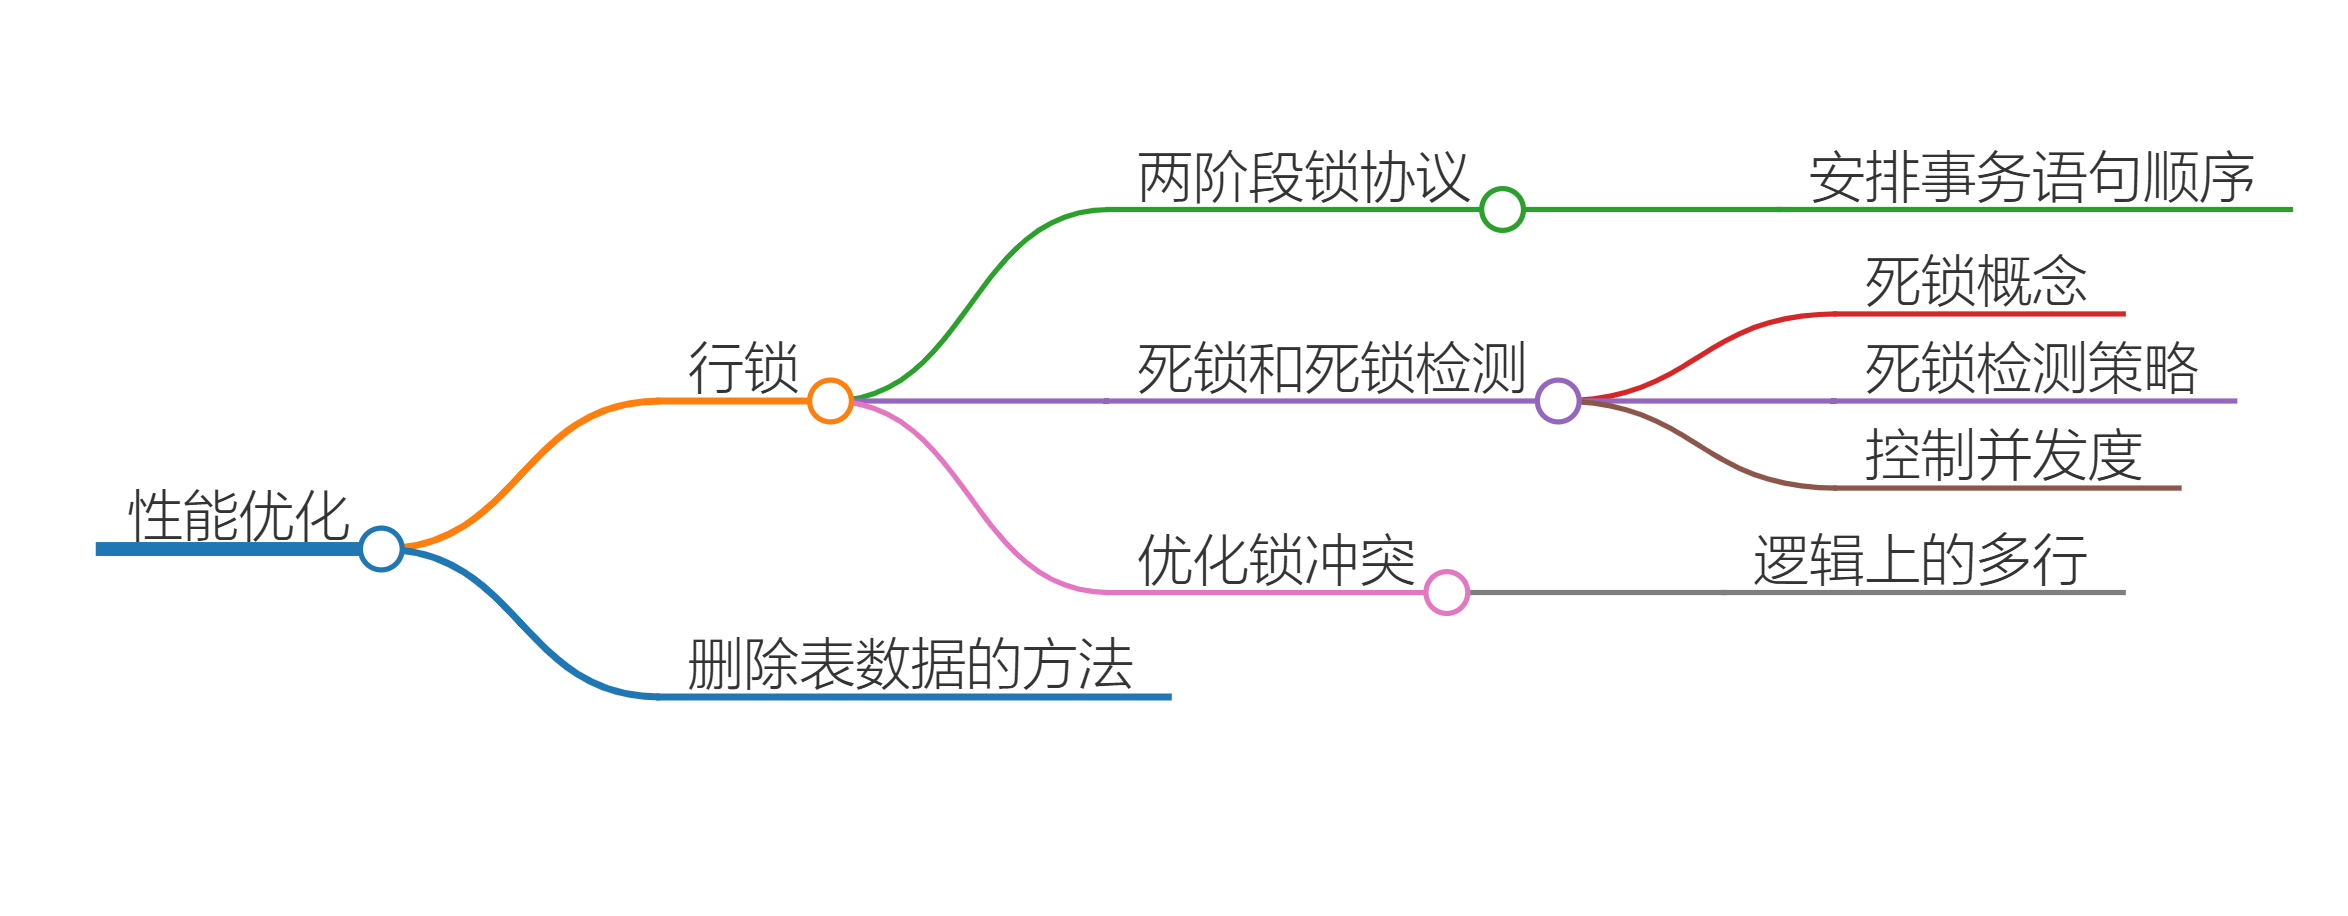 性能优化
行锁
两阶段锁协议
安排事务语句顺序
死锁和死锁检测
死锁概念
死锁检测策略
控制并发度
优化锁冲突
逻辑上的多行
删除表数据的方法